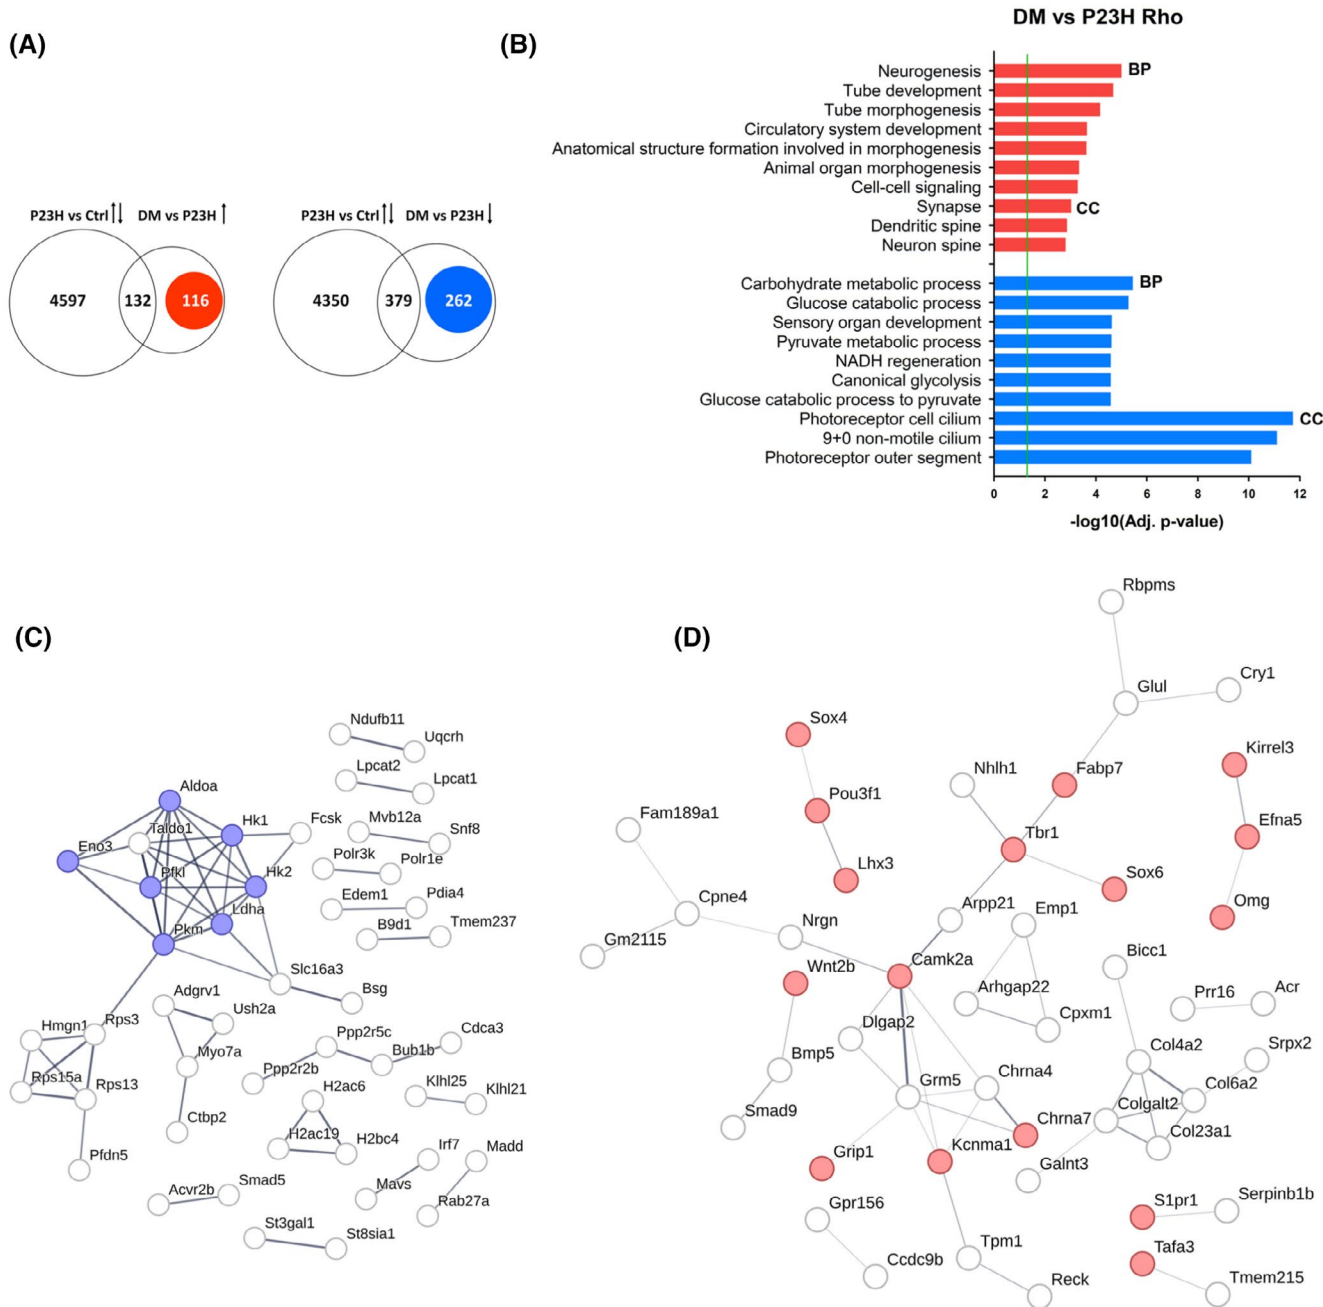 (A)
P23H vs Ctrl↑↓ DM vs P23H↑
4597 132 116
P23H vs Ctrl↑↓ DM vs P23H↓
4350 379 262
(B)
DM vs P23H Rho
Neurogenesis BP
Tube development
Tube morphogenesis
Circulatory system development
Anatomical structure formation involved in morphogenesis
Animal organ morphogenesis
Cell-cell signaling
Synapse CC
Dendritic spine
Neuron spine
Carbohydrate metabolic process BP
Glucose catabolic process
Sensory organ development
Pyruvate metabolic process
NADH regeneration
Canonical glycolysis
Glucose catabolic process to pyruvate
Photoreceptor cell cilium CC
9+0 non-motile cilium
Photoreceptor outer segment
0 2 4 6 8 10 12
-log10(Adj. p-value)
(C)
Ndufb11
Uqcrh
Lpcat2
Lpcat1
Aldoa
Taldo1
Hk1
Fcsk
Mvb12a
Snf8
Eno3
Pfkl
Hk2
Polr3k
Polr1e
Ldha
Edem1
Pdia4
Pkm
B9d1
Tmem237
Slc16a3
Bsg
Adgrv1
Ush2a
Hmgn1
Rps3
Myo7a
Ppp2r5c
Cdca3
Bub1b
Rps15a
Rps13
Ppp2r2b
H2ac6
Klhl25
Klhl21
Ctbp2
H2ac19
H2bc4
Pfdn5
Irf7
Madd
Mavs
Rab27a
Acvr2b
Smad5
St3gal1
St8sia1
(D)
Rbpms
Glul
Cry1
Sox4
Kirrel3
Nhlh1
Fabp7
Pou3f1
Fam189a1
Tbr1
Efna5
Lhx3
Sox6
Cpne4
Arpp21
Emp1
Omg
Nrgn
Gm2115
Camk2a
Bicc1
Wnt2b
Arhgap22
Prr16
Acr
Cpxm1
Dlgap2
Bmp5
Col4a2
Srpx2
Grm5
Chrna4
Col6a2
Colgalt2
Smad9
Chrna7
Col23a1
Kcnma1
Grip1
Galnt3
Gpr156
S1pr1
Serpinb1b
Ccdc9b
Tpm1
Tafa3
Reck
Tmem215